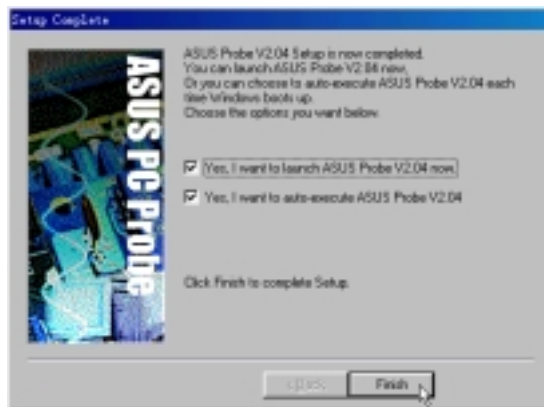 Setup Complete
ASUS PC Probe
ASUS Probe V2.04 Setup is now completed.
You can launch ASUS Probe V2.04 now,
Or you can choose to auto-execute ASUS Probe V2.04 each
time Windows boots up.
Choose the options you want below.
Yes, I want to launch ASUS Probe V2.04 now.
Yes, I want to auto-execute ASUS Probe V2.04
Click Finish to complete Setup.
< Back
Finish